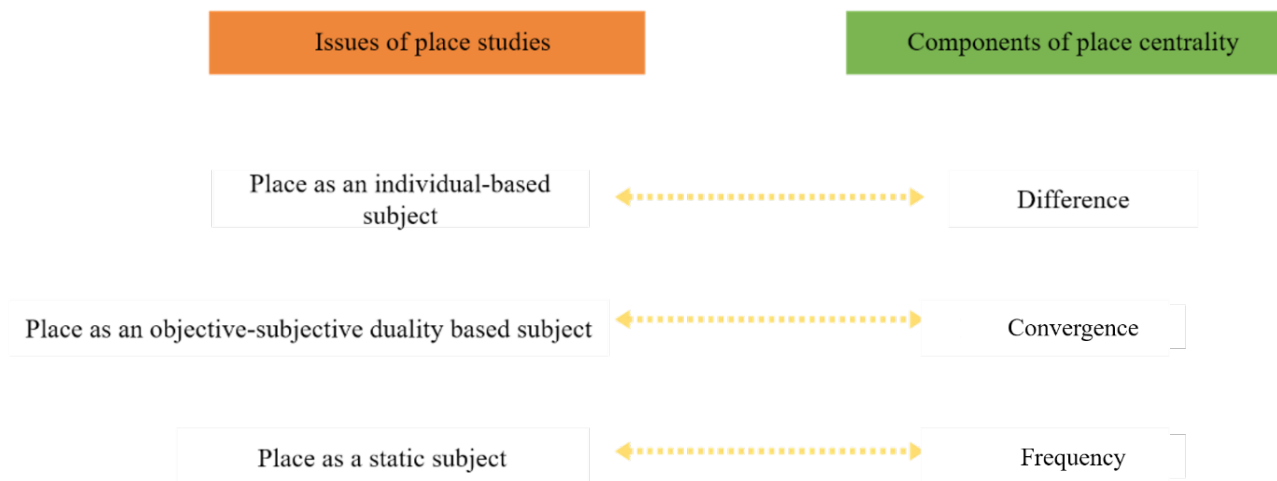 Issues of place studies
Components of place centrality
Place as an individual-based
subject
Difference
Place as an objective-subjective duality based subject
Convergence
Place as a static subject
Frequency